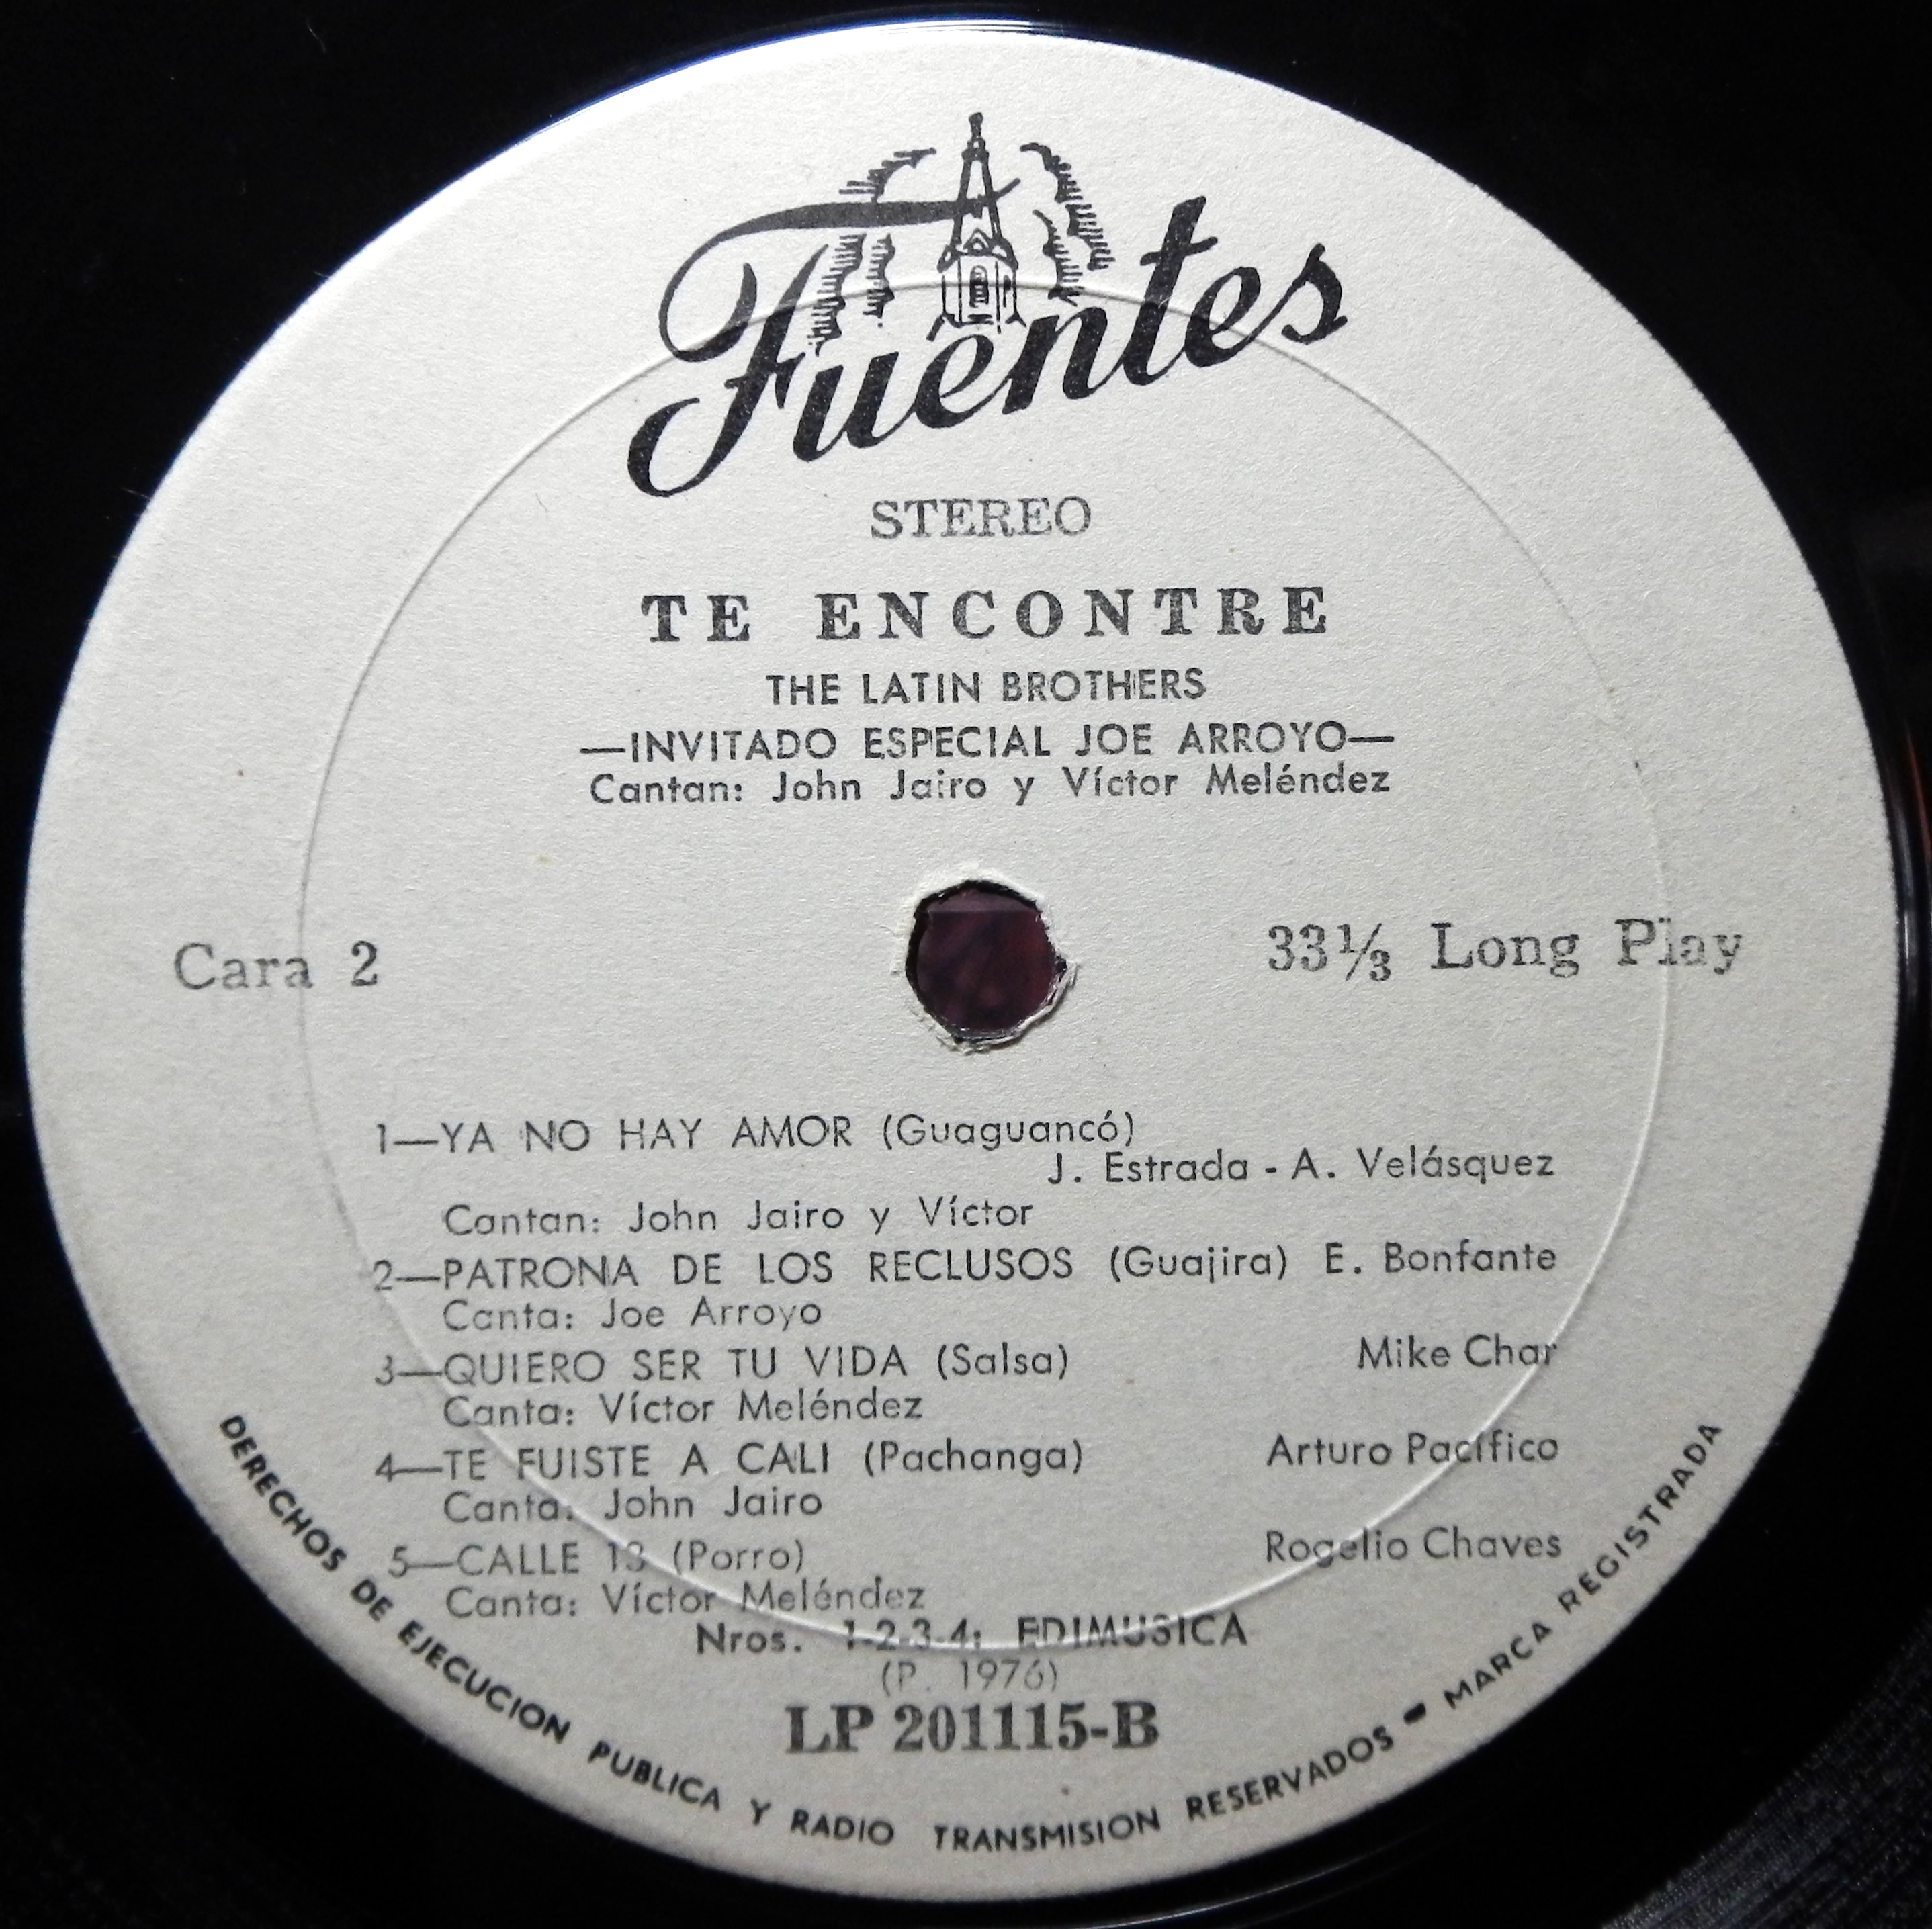 Fuentes
STEREO
TE ENCONTRE
THE LATIN BROTHERS
—INVITADO ESPECIAL JOE ARROYO—
Cantan: John Jairo y Víctor Meléndez
Cara 2
33⅓ Long Play
1—YA NO HAY AMOR (Guaguancó)
J. Estrada - A. Velásquez
Cantan: John Jairo y Víctor
2—PATRONA DE LOS RECLUSOS (Guajira) E. Bonfante
Canta: Joe Arroyo
3—QUIERO SER TU VIDA (Salsa) Mike Char
Canta: Víctor Meléndez
4—TE FUISTE A CALI (Pachanga) Arturo Pacífico
Canta: John Jairo
5—CALLE 13 (Porro) Rogelio Chaves
Canta: Víctor Meléndez
Nros. 1-2-3-4: EDIMUSICA
(P. 1976)
LP 201115-B
DERECHOS DE EJECUCION PUBLICA Y RADIO TRANSMISION RESERVADOS - MARCA REGISTRADA